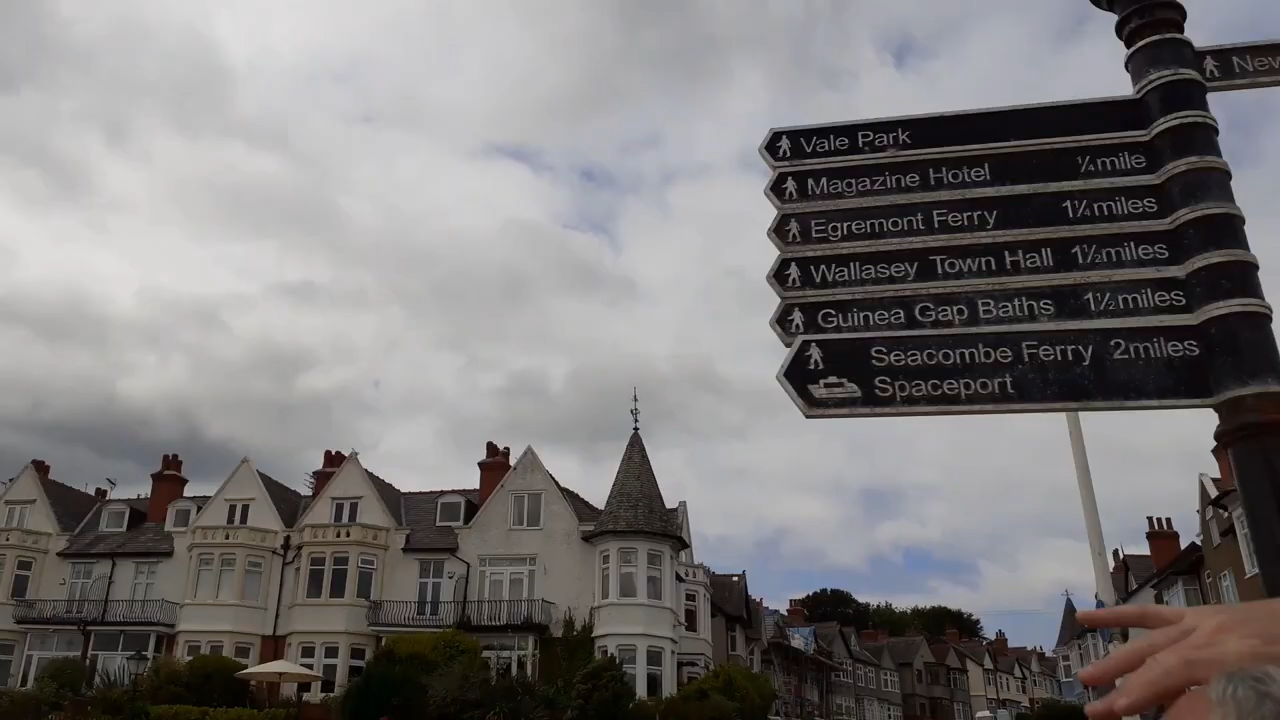 Vale Park
Magazine Hotel ¼mile
Egremont Ferry 1¼miles
Wallasey Town Hall 1½miles
Guinea Gap Baths 1½miles
Seacombe Ferry 2miles
Spaceport